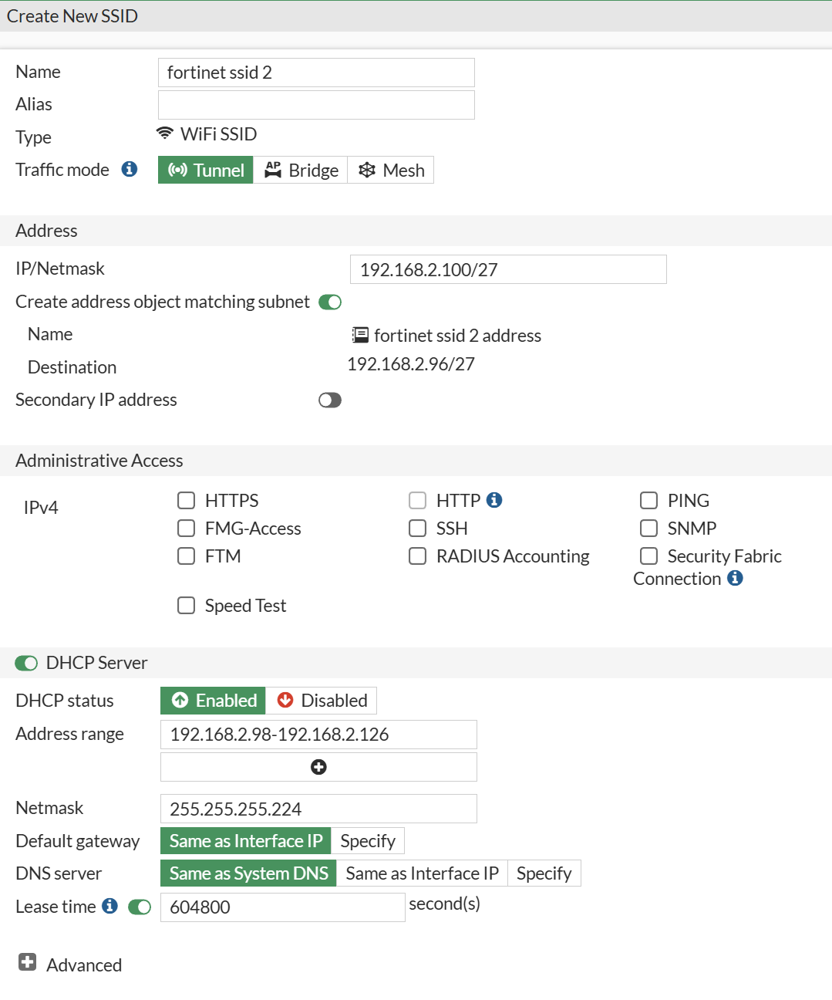 Create New SSID
Name fortinet ssid 2
Alias
Type WiFi SSID
Traffic mode Tunnel AP Bridge Mesh
Address
IP/Netmask 192.168.2.100/27
Create address object matching subnet
Name fortinet ssid 2 address
Destination 192.168.2.96/27
Secondary IP address
Administrative Access
IPv4 HTTPS HTTP PING
FMG-Access SSH SNMP
FTM RADIUS Accounting Security Fabric
Connection
Speed Test
DHCP Server
DHCP status Enabled Disabled
Address range 192.168.2.98-192.168.2.126
Netmask 255.255.255.224
Default gateway Same as Interface IP Specify
DNS server Same as System DNS Same as Interface IP Specify
Lease time 604800 second(s)
Advanced